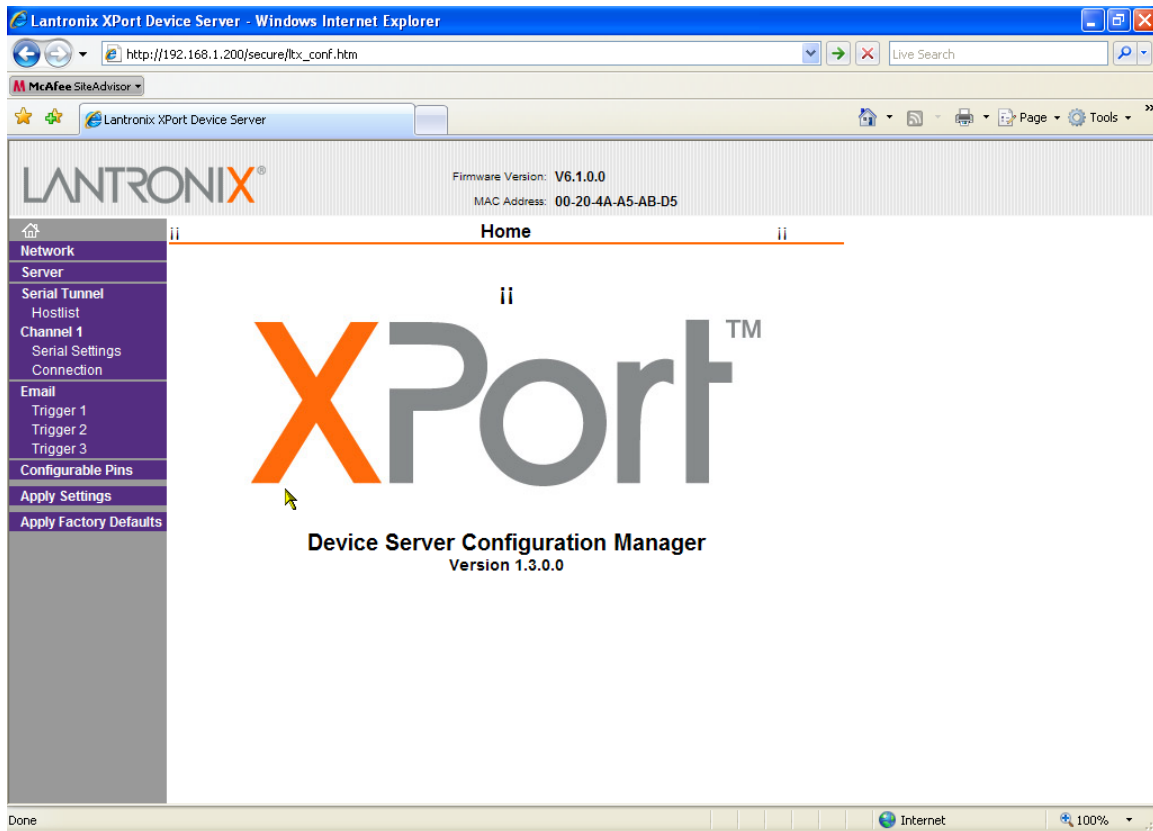 Lantronix XPort Device Server - Windows Internet Explorer
http://192.168.1.200/secure/ltx_conf.htm
Live Search
McAfee SiteAdvisor
Lantronix XPort Device Server
Page
Tools
»
LANTRONIX®
Firmware Version: V6.1.0.0
MAC Address: 00-20-4A-A5-AB-D5
¡¡ Home ¡¡
Network
Server
Serial Tunnel
Hostlist
Channel 1
Serial Settings
Connection
Email
Trigger 1
Trigger 2
Trigger 3
Configurable Pins
Apply Settings
Apply Factory Defaults
¡¡
XPort™
Device Server Configuration Manager
Version 1.3.0.0
Done
Internet
100%